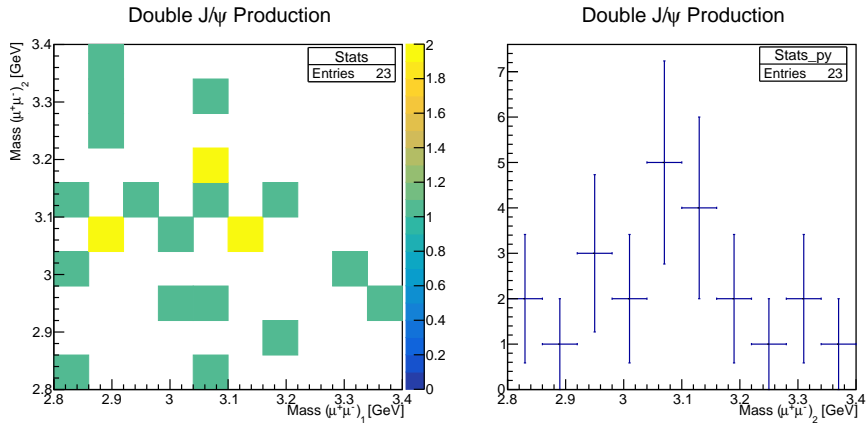 Double J/ψ Production
Mass (μ⁺μ⁻)₂ [GeV]
3.4
3.3
3.2
3.1
3
2.9
2.8
Stats
Entries 23
2
1.8
1.6
1.4
1.2
1
0.8
0.6
0.4
0.2
0
2.8 2.9 3 3.1 3.2 3.3 3.4
Mass (μ⁺μ⁻)₁ [GeV]
Double J/ψ Production
7
6
5
4
3
2
1
0
Stats_py
Entries 23
2.8 2.9 3 3.1 3.2 3.3 3.4
Mass (μ⁺μ⁻)₂ [GeV]